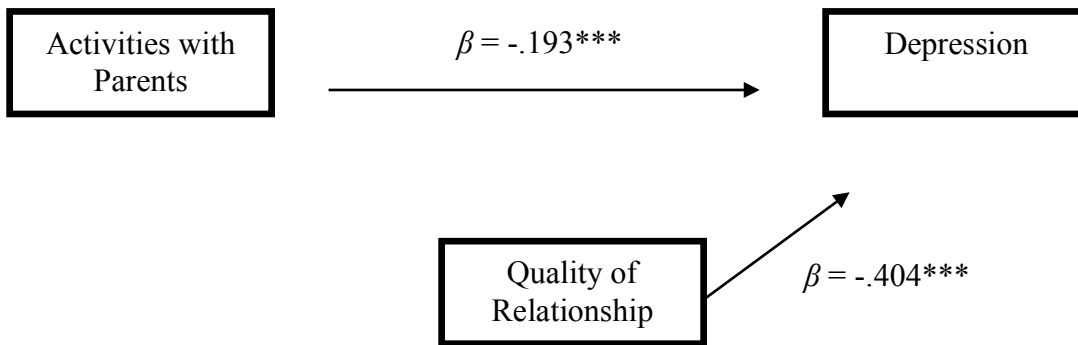 Activities with
Parents
β = -.193***
Depression
Quality of
Relationship
β = -.404***